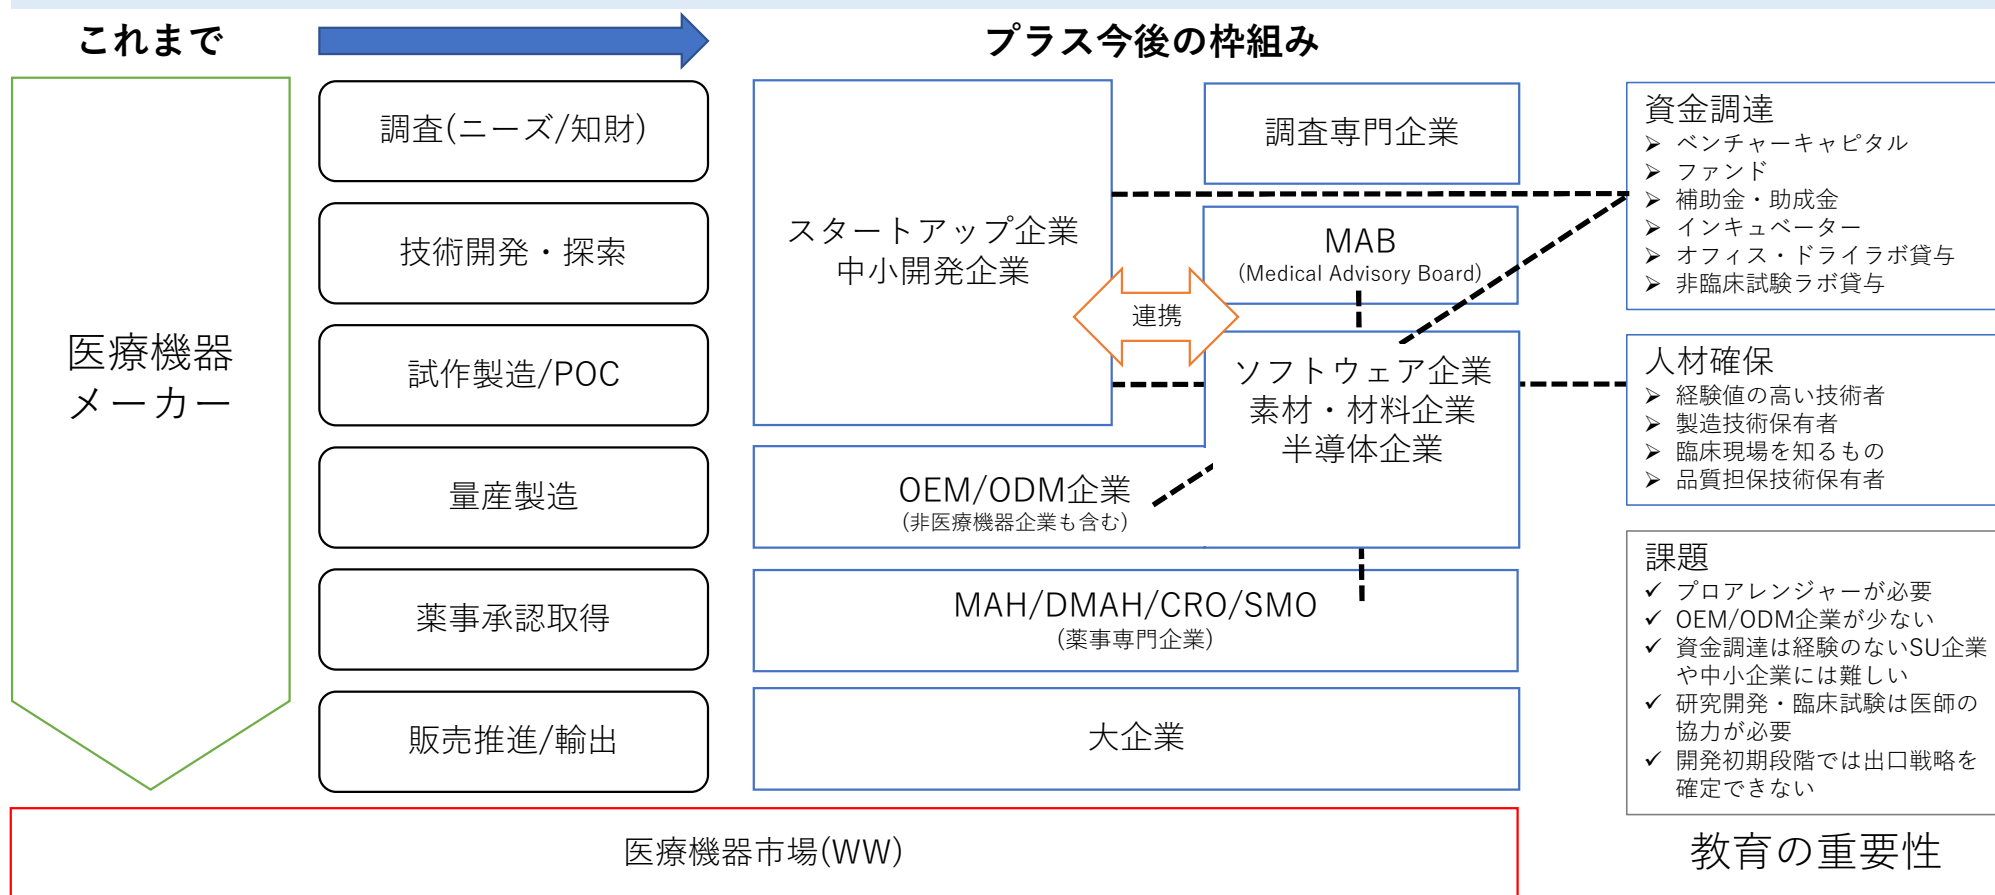 これまで
プラス今後の枠組み
医療機器
メーカー
調査(ニーズ/知財)
技術開発・探索
試作製造/POC
量産製造
薬事承認取得
販売推進/輸出
スタートアップ企業
中小開発企業
調査専門企業
MAB
(Medical Advisory Board)
連携
ソフトウェア企業
素材・材料企業
半導体企業
OEM/ODM企業
(非医療機器企業も含む)
MAH/DMAH/CRO/SMO
(薬事専門企業)
大企業
医療機器市場(WW)
資金調達
➢ ベンチャーキャピタル
➢ ファンド
➢ 補助金・助成金
➢ インキュベーター
➢ オフィス・ドライラボ貸与
➢ 非臨床試験ラボ貸与
人材確保
➢ 経験値の高い技術者
➢ 製造技術保有者
➢ 臨床現場を知るもの
➢ 品質担保技術保有者
課題
✓ プロアレンジャーが必要
✓ OEM/ODM企業が少ない
✓ 資金調達は経験のないSU企業
や中小企業には難しい
✓ 研究開発・臨床試験は医師の
協力が必要
✓ 開発初期段階では出口戦略を
確定できない
教育の重要性